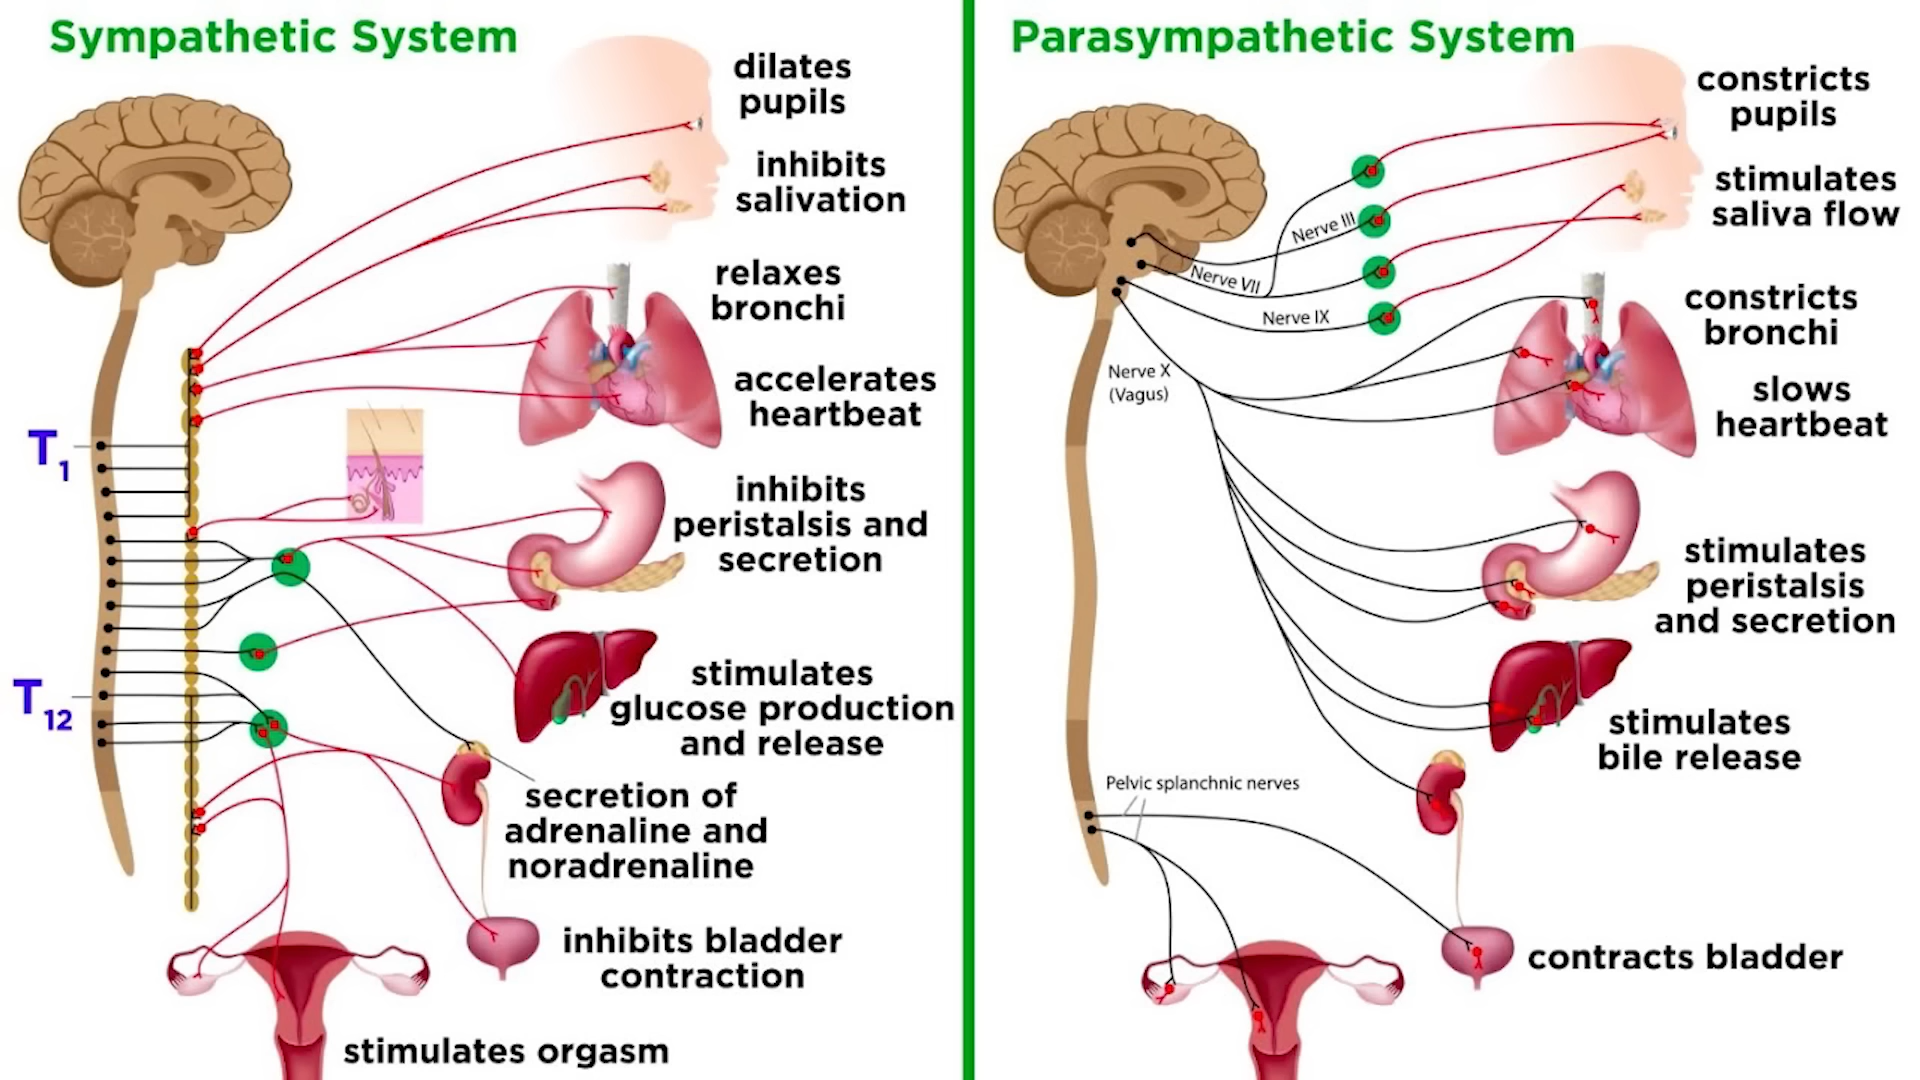 Sympathetic System
dilates
pupils
inhibits
salivation
relaxes
bronchi
accelerates
heartbeat
T1
inhibits
peristalsis and
secretion
T12
stimulates
glucose production
and release
secretion of
adrenaline and
noradrenaline
inhibits bladder
contraction
stimulates orgasm
Parasympathetic System
constricts
pupils
stimulates
saliva flow
Nerve III
Nerve VII
Nerve IX
constricts
bronchi
Nerve X
(Vagus)
slows
heartbeat
stimulates
peristalsis
and secretion
stimulates
bile release
Pelvic splanchnic nerves
contracts bladder